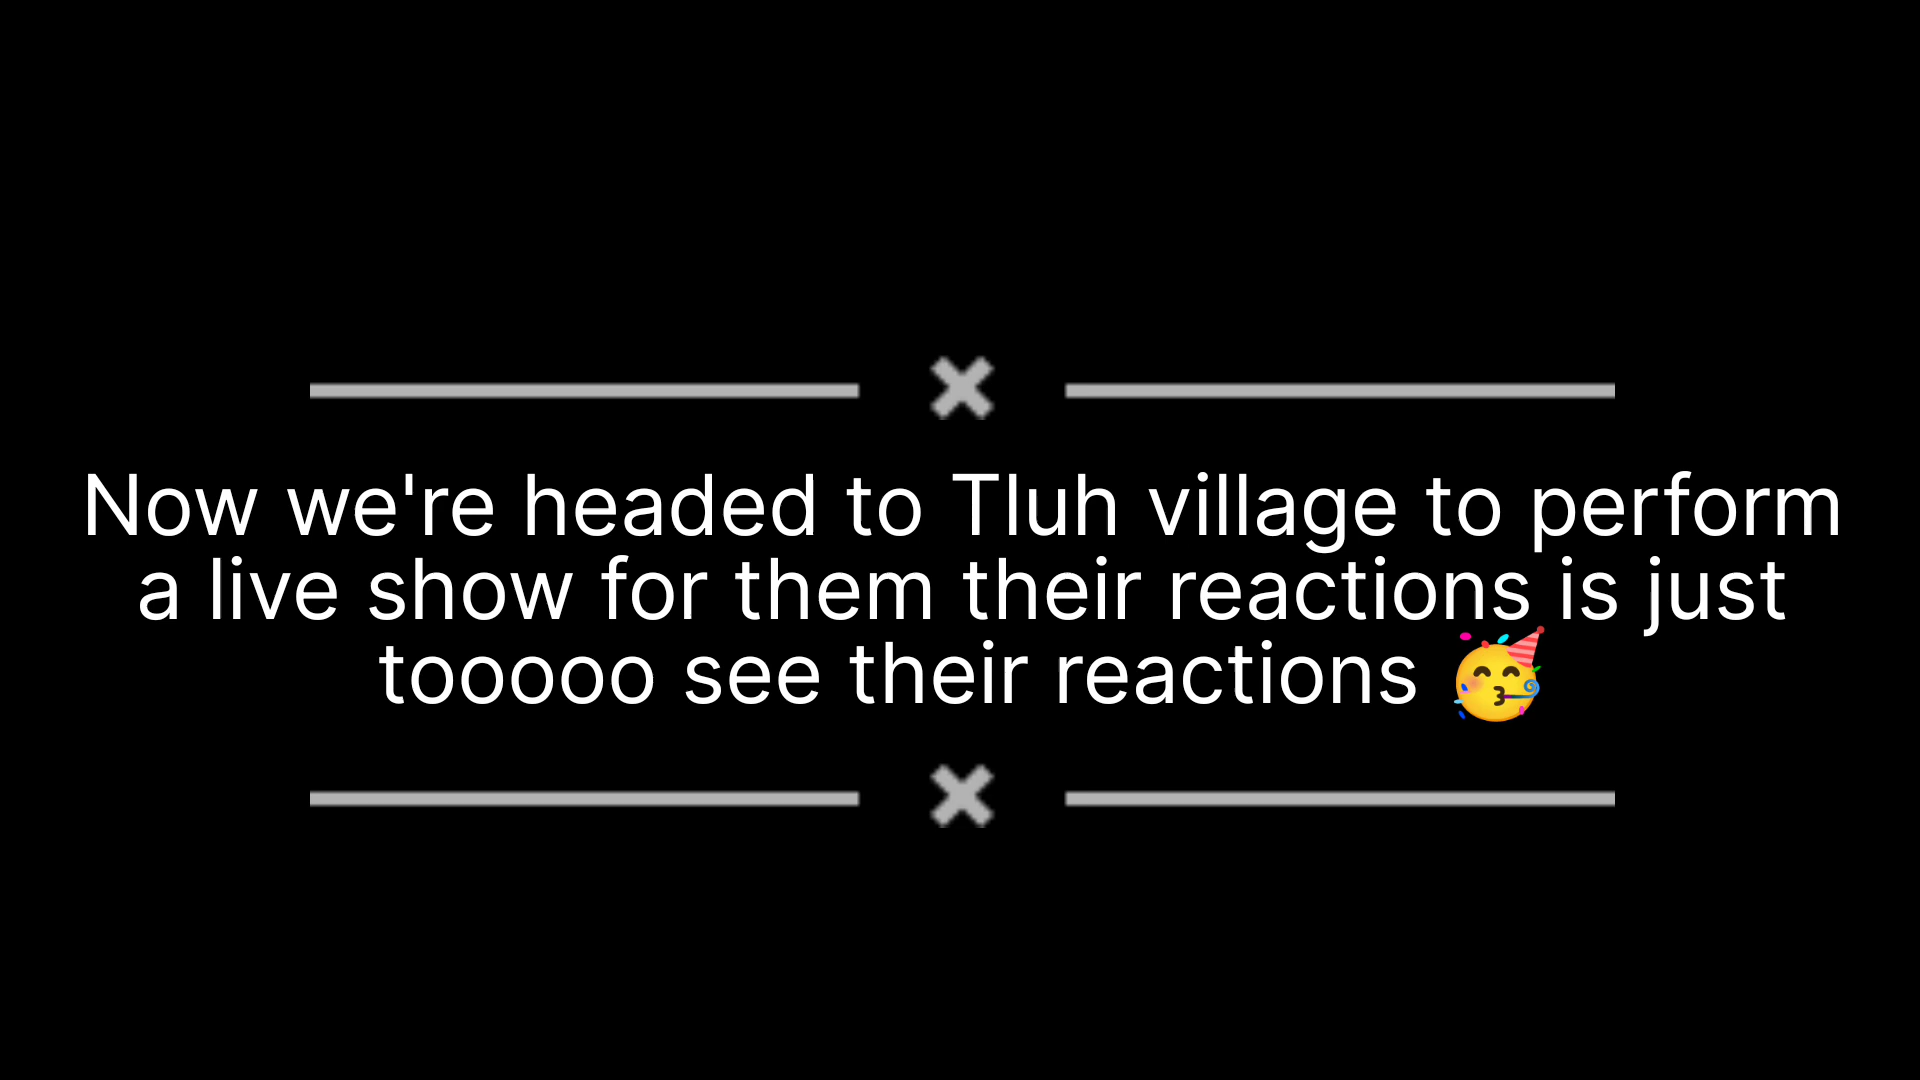 Now we're headed to Tluh village to perform
a live show for them their reactions is just
tooooo see their reactions 🥳